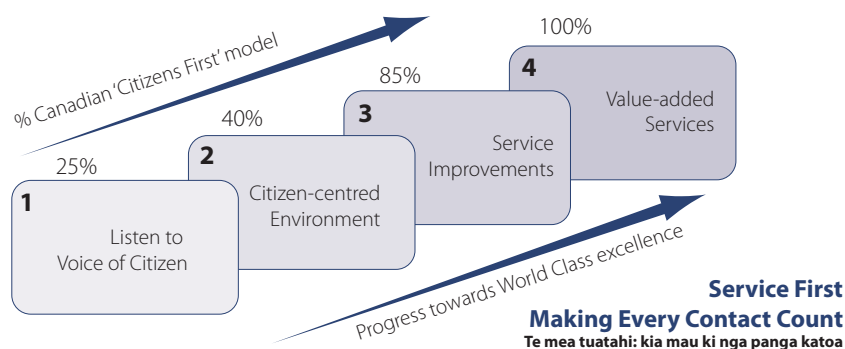 % Canadian ‘Citizens First’ model
100%
4
Value-added
Services
85%
3
Service
Improvements
40%
2
Citizen-centred
Environment
25%
1
Listen to
Voice of Citizen
Progress towards World Class excellence
Service First
Making Every Contact Count
Te mea tuatahi: kia mau ki nga panga katoa